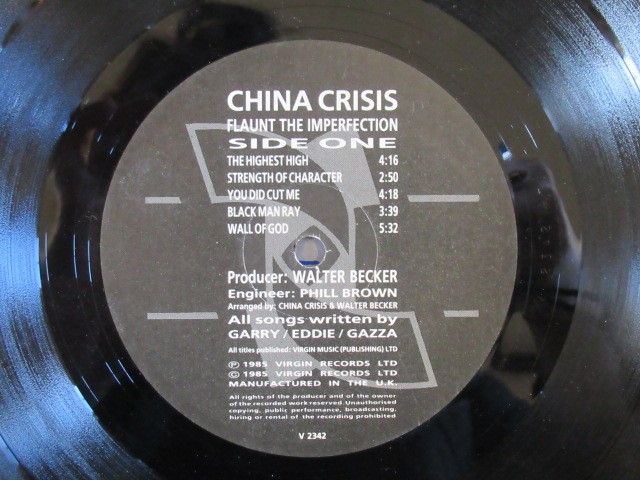 CHINA CRISIS
FLAUNT THE IMPERFECTION
SIDE ONE
THE HIGHEST HIGH 4:16
STRENGTH OF CHARACTER 2:50
YOU DID CUT ME 4:18
BLACK MAN RAY 3:39
WALL OF GOD 5:32
Producer: WALTER BECKER
Engineer: PHILL BROWN
Arranged by: CHINA CRISIS & WALTER BECKER
All songs written by
GARRY / EDDIE / GAZZA
All titles published: VIRGIN MUSIC (PUBLISHING) LTD
℗ 1985 VIRGIN RECORDS LTD
© 1985 VIRGIN RECORDS LTD
MANUFACTURED IN THE U.K.
All rights of the producer and of the owner
of the recorded work reserved. Unauthorised
copying, public performance, broadcasting,
hiring or rental of the recording prohibited
V 2342